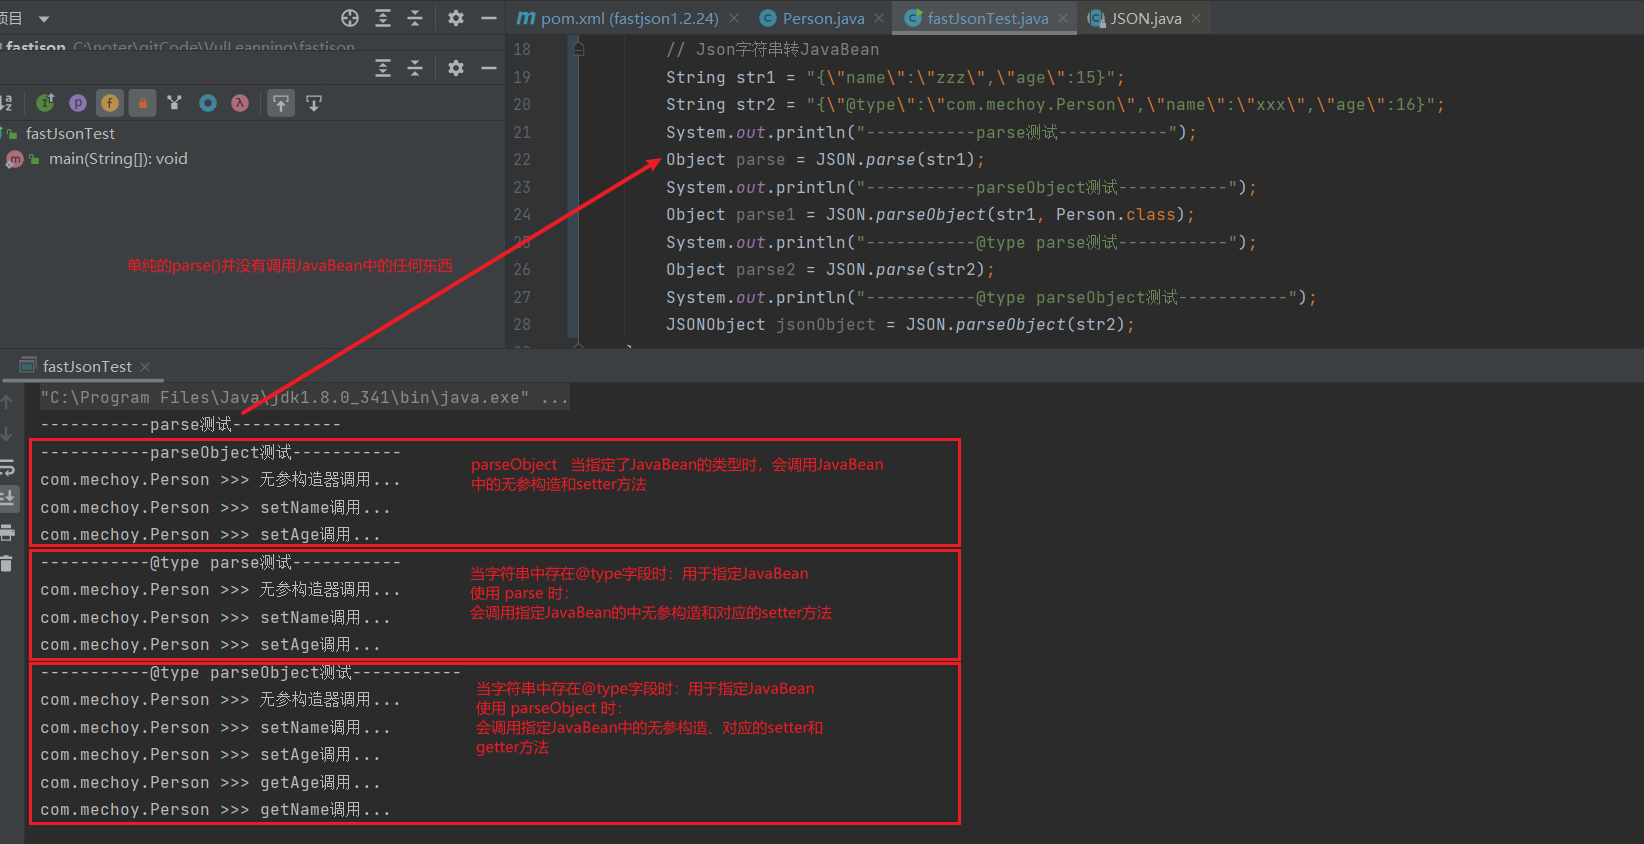 项目
pom.xml (fastjson1.2.24)
Person.java
fastJsonTest.java
JSON.java
fastjson C:\noter\gitCode\VulLeanning\fastjson
fastJsonTest
main(String[]): void
18 // Json字符串转JavaBean
19 String str1 = "{\"name\":\"zzz\",\"age\":15}";
20 String str2 = "{\"@type\":\"com.mechoy.Person\",\"name\":\"xxx\",\"age\":16}";
21 System.out.println("-----------parse测试-----------");
22 Object parse = JSON.parse(str1);
23 System.out.println("-----------parseObject测试-----------");
24 Object parse1 = JSON.parseObject(str1, Person.class);
25 System.out.println("-----------@type parse测试-----------");
26 Object parse2 = JSON.parse(str2);
27 System.out.println("-----------@type parseObject测试-----------");
28 JSONObject jsonObject = JSON.parseObject(str2);
单纯的parse()并没有调用JavaBean中的任何东西
fastJsonTest
"C:\Program Files\Java\jdk1.8.0_341\bin\java.exe" ...
-----------parse测试-----------
-----------parseObject测试-----------
com.mechoy.Person >>> 无参构造器调用...
com.mechoy.Person >>> setName调用...
com.mechoy.Person >>> setAge调用...
parseObject 当指定了JavaBean的类型时，会调用JavaBean
中的无参构造和setter方法
-----------@type parse测试-----------
com.mechoy.Person >>> 无参构造器调用...
com.mechoy.Person >>> setName调用...
com.mechoy.Person >>> setAge调用...
当字符串中存在@type字段时：用于指定JavaBean
使用 parse 时：
会调用指定JavaBean的中无参构造和对应的setter方法
-----------@type parseObject测试-----------
com.mechoy.Person >>> 无参构造器调用...
com.mechoy.Person >>> setName调用...
com.mechoy.Person >>> setAge调用...
com.mechoy.Person >>> getAge调用...
com.mechoy.Person >>> getName调用...
当字符串中存在@type字段时：用于指定JavaBean
使用 parseObject 时：
会调用指定JavaBean中的无参构造、对应的setter和
getter方法